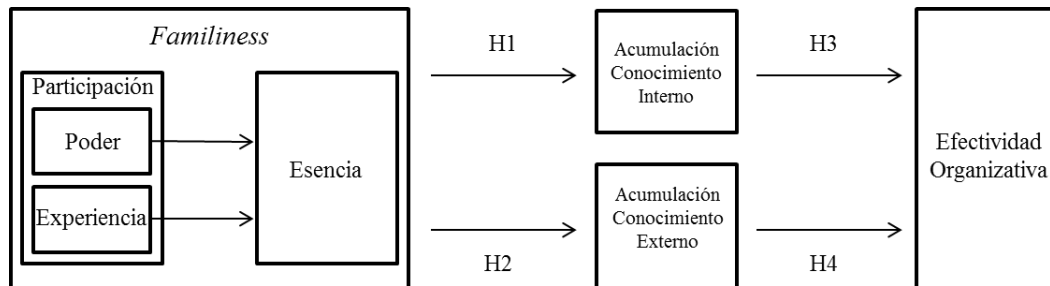 Familiness
Participación
Poder
Experiencia
Esencia
H1
H2
Acumulación
Conocimiento
Interno
Acumulación
Conocimiento
Externo
H3
H4
Efectividad
Organizativa